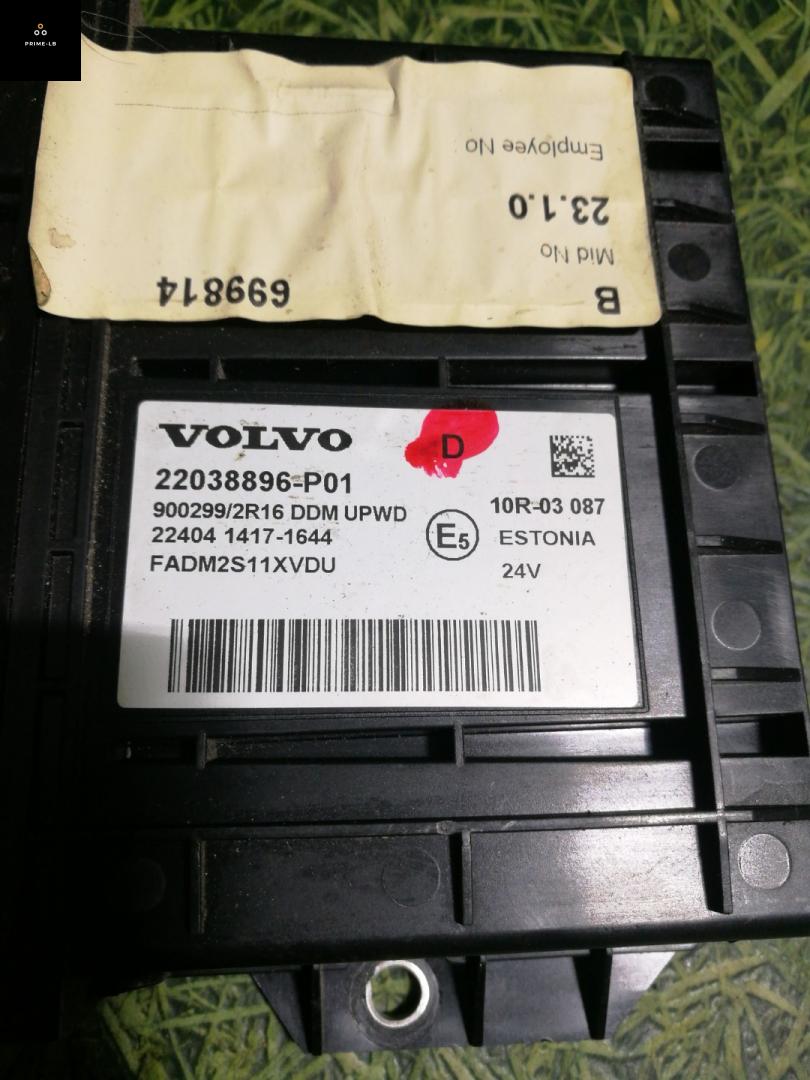 PRIME-LB
B 699814
Mid No
23.1.0
Employee No
VOLVO D
22038896-P01
900299/2R16 DDM UPWD 10R-03 087
22404 1417-1644 E5 ESTONIA
FADM2S11XVDU 24V